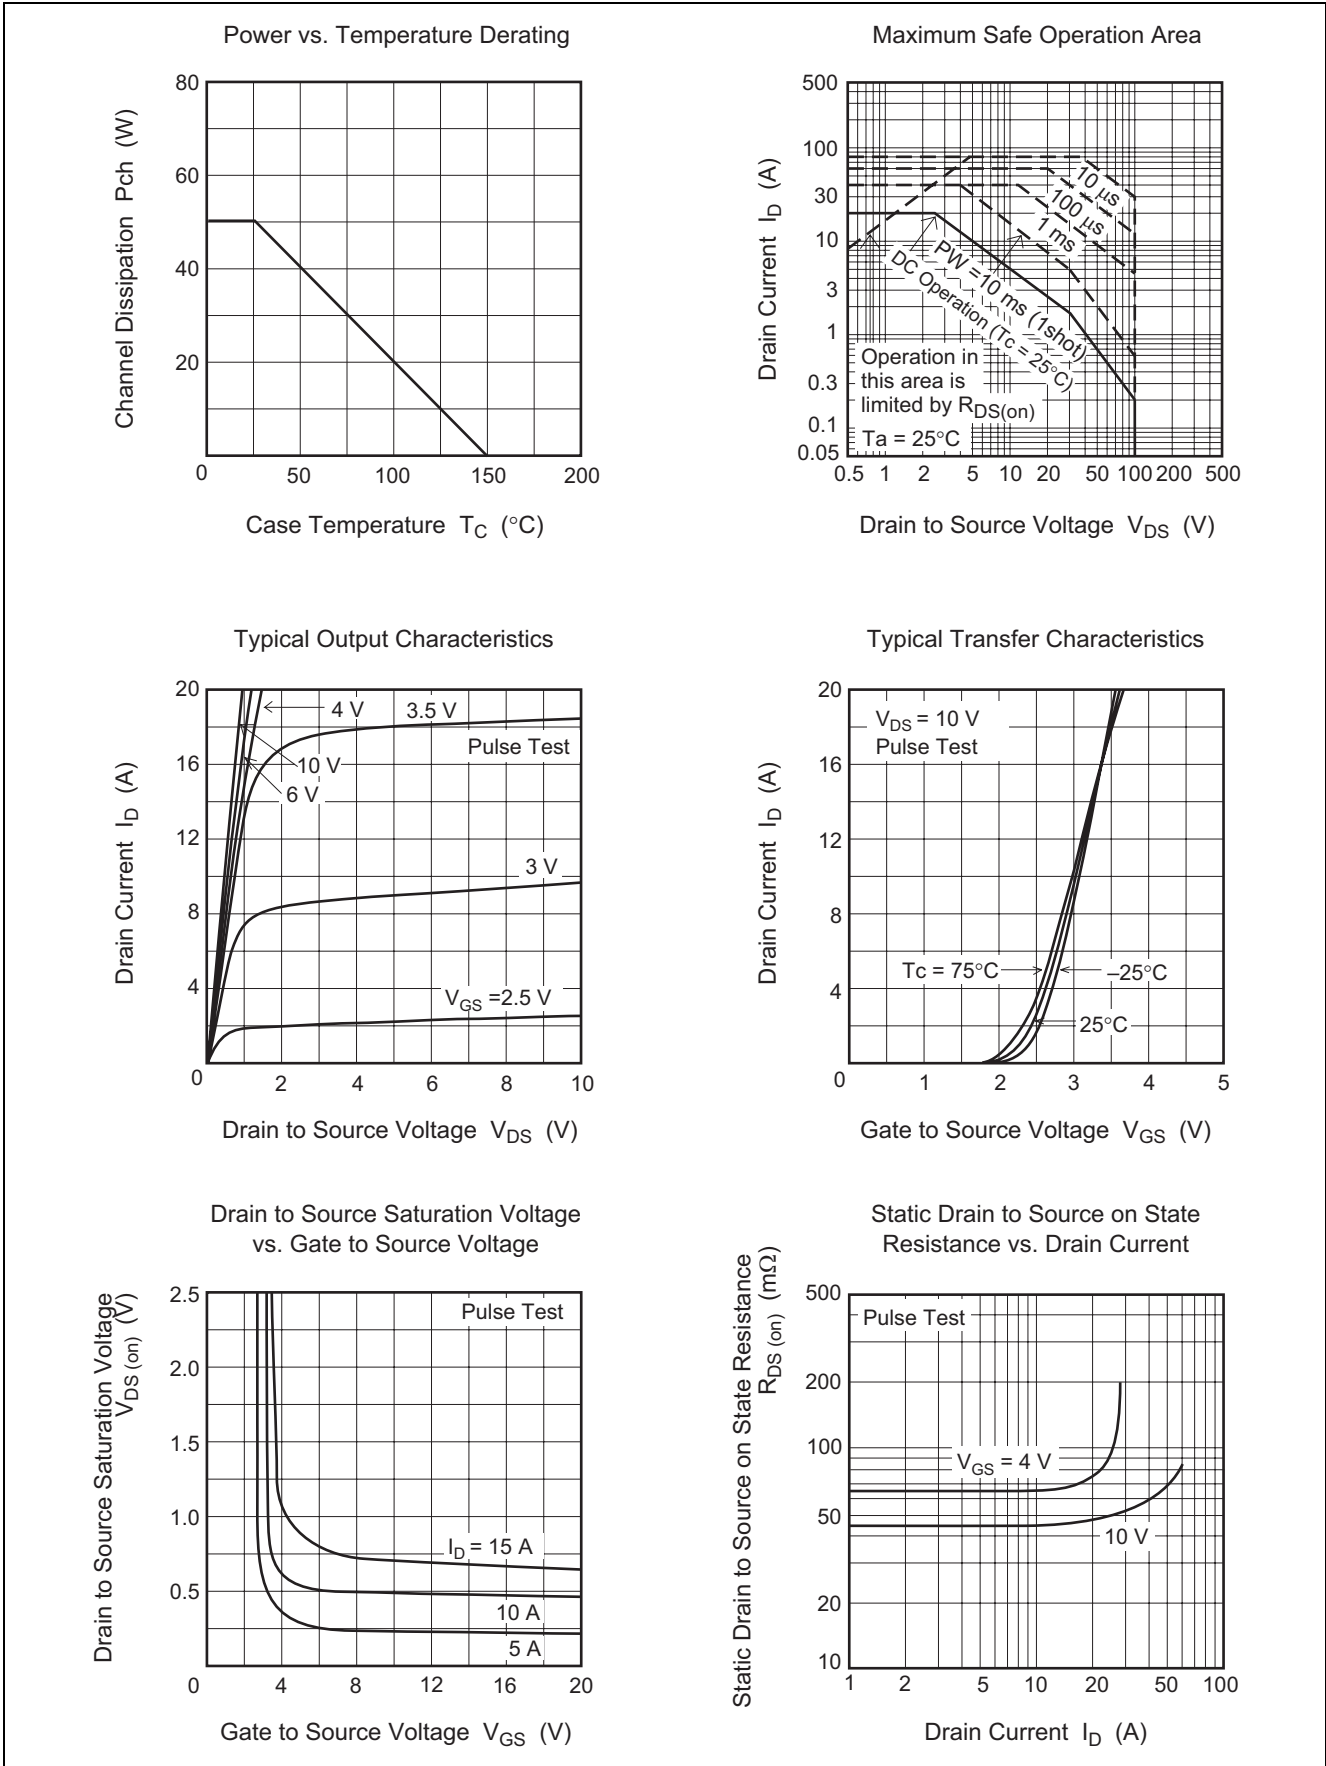 Power vs. Temperature Derating
Channel Dissipation Pch (W)
80
60
40
20
0 50 100 150 200
Case Temperature TC (°C)
Maximum Safe Operation Area
Drain Current ID (A)
500
100
30
10
3
1
0.3
0.1
0.05
10 µs
100 µs
1 ms
PW =10 ms (1shot)
DC Operation (Tc = 25°C)
Operation in
this area is
limited by RDS(on)
Ta = 25°C
0.5 1 2 5 10 20 50 100 200 500
Drain to Source Voltage VDS (V)
Typical Output Characteristics
Drain Current ID (A)
20
16
12
8
4
4 V
3.5 V
Pulse Test
10 V
6 V
3 V
VGS =2.5 V
0 2 4 6 8 10
Drain to Source Voltage VDS (V)
Typical Transfer Characteristics
Drain Current ID (A)
20
16
12
8
4
VDS = 10 V
Pulse Test
Tc = 75°C
–25°C
25°C
0 1 2 3 4 5
Gate to Source Voltage VGS (V)
Drain to Source Saturation Voltage
vs. Gate to Source Voltage
Drain to Source Saturation Voltage
VDS (on) (V)
2.5
2.0
1.5
1.0
0.5
Pulse Test
ID = 15 A
10 A
5 A
0 4 8 12 16 20
Gate to Source Voltage VGS (V)
Static Drain to Source on State
Resistance vs. Drain Current
Static Drain to Source on State Resistance
RDS (on) (mΩ)
500
200
100
50
20
10
Pulse Test
VGS = 4 V
10 V
1 2 5 10 20 50 100
Drain Current ID (A)